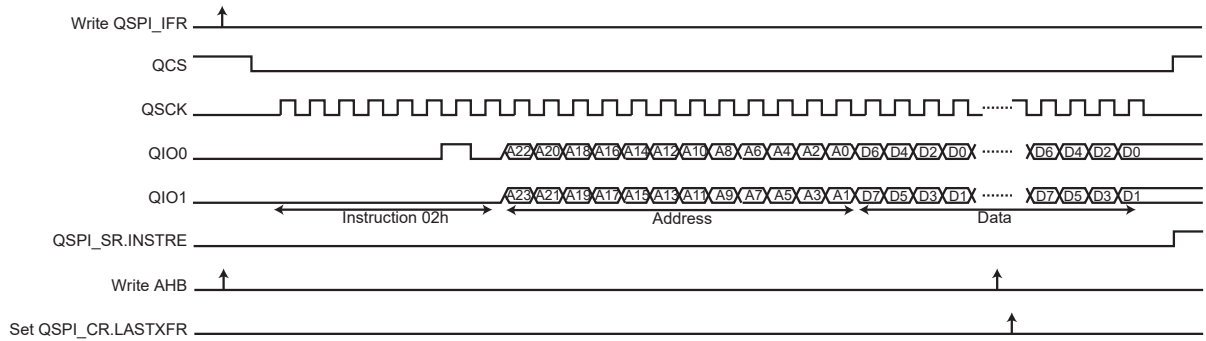 Write QSPI_IFR
QCS
QSCK
QIO0 A22 A20 A18 A16 A14 A12 A10 A8 A6 A4 A2 A0 D6 D4 D2 D0 ....... D6 D4 D2 D0
QIO1 A23 A21 A19 A17 A15 A13 A11 A9 A7 A5 A3 A1 D7 D5 D3 D1 ....... D7 D5 D3 D1
Instruction 02h Address Data
QSPI_SR.INSTRE
Write AHB
Set QSPI_CR.LASTXFR